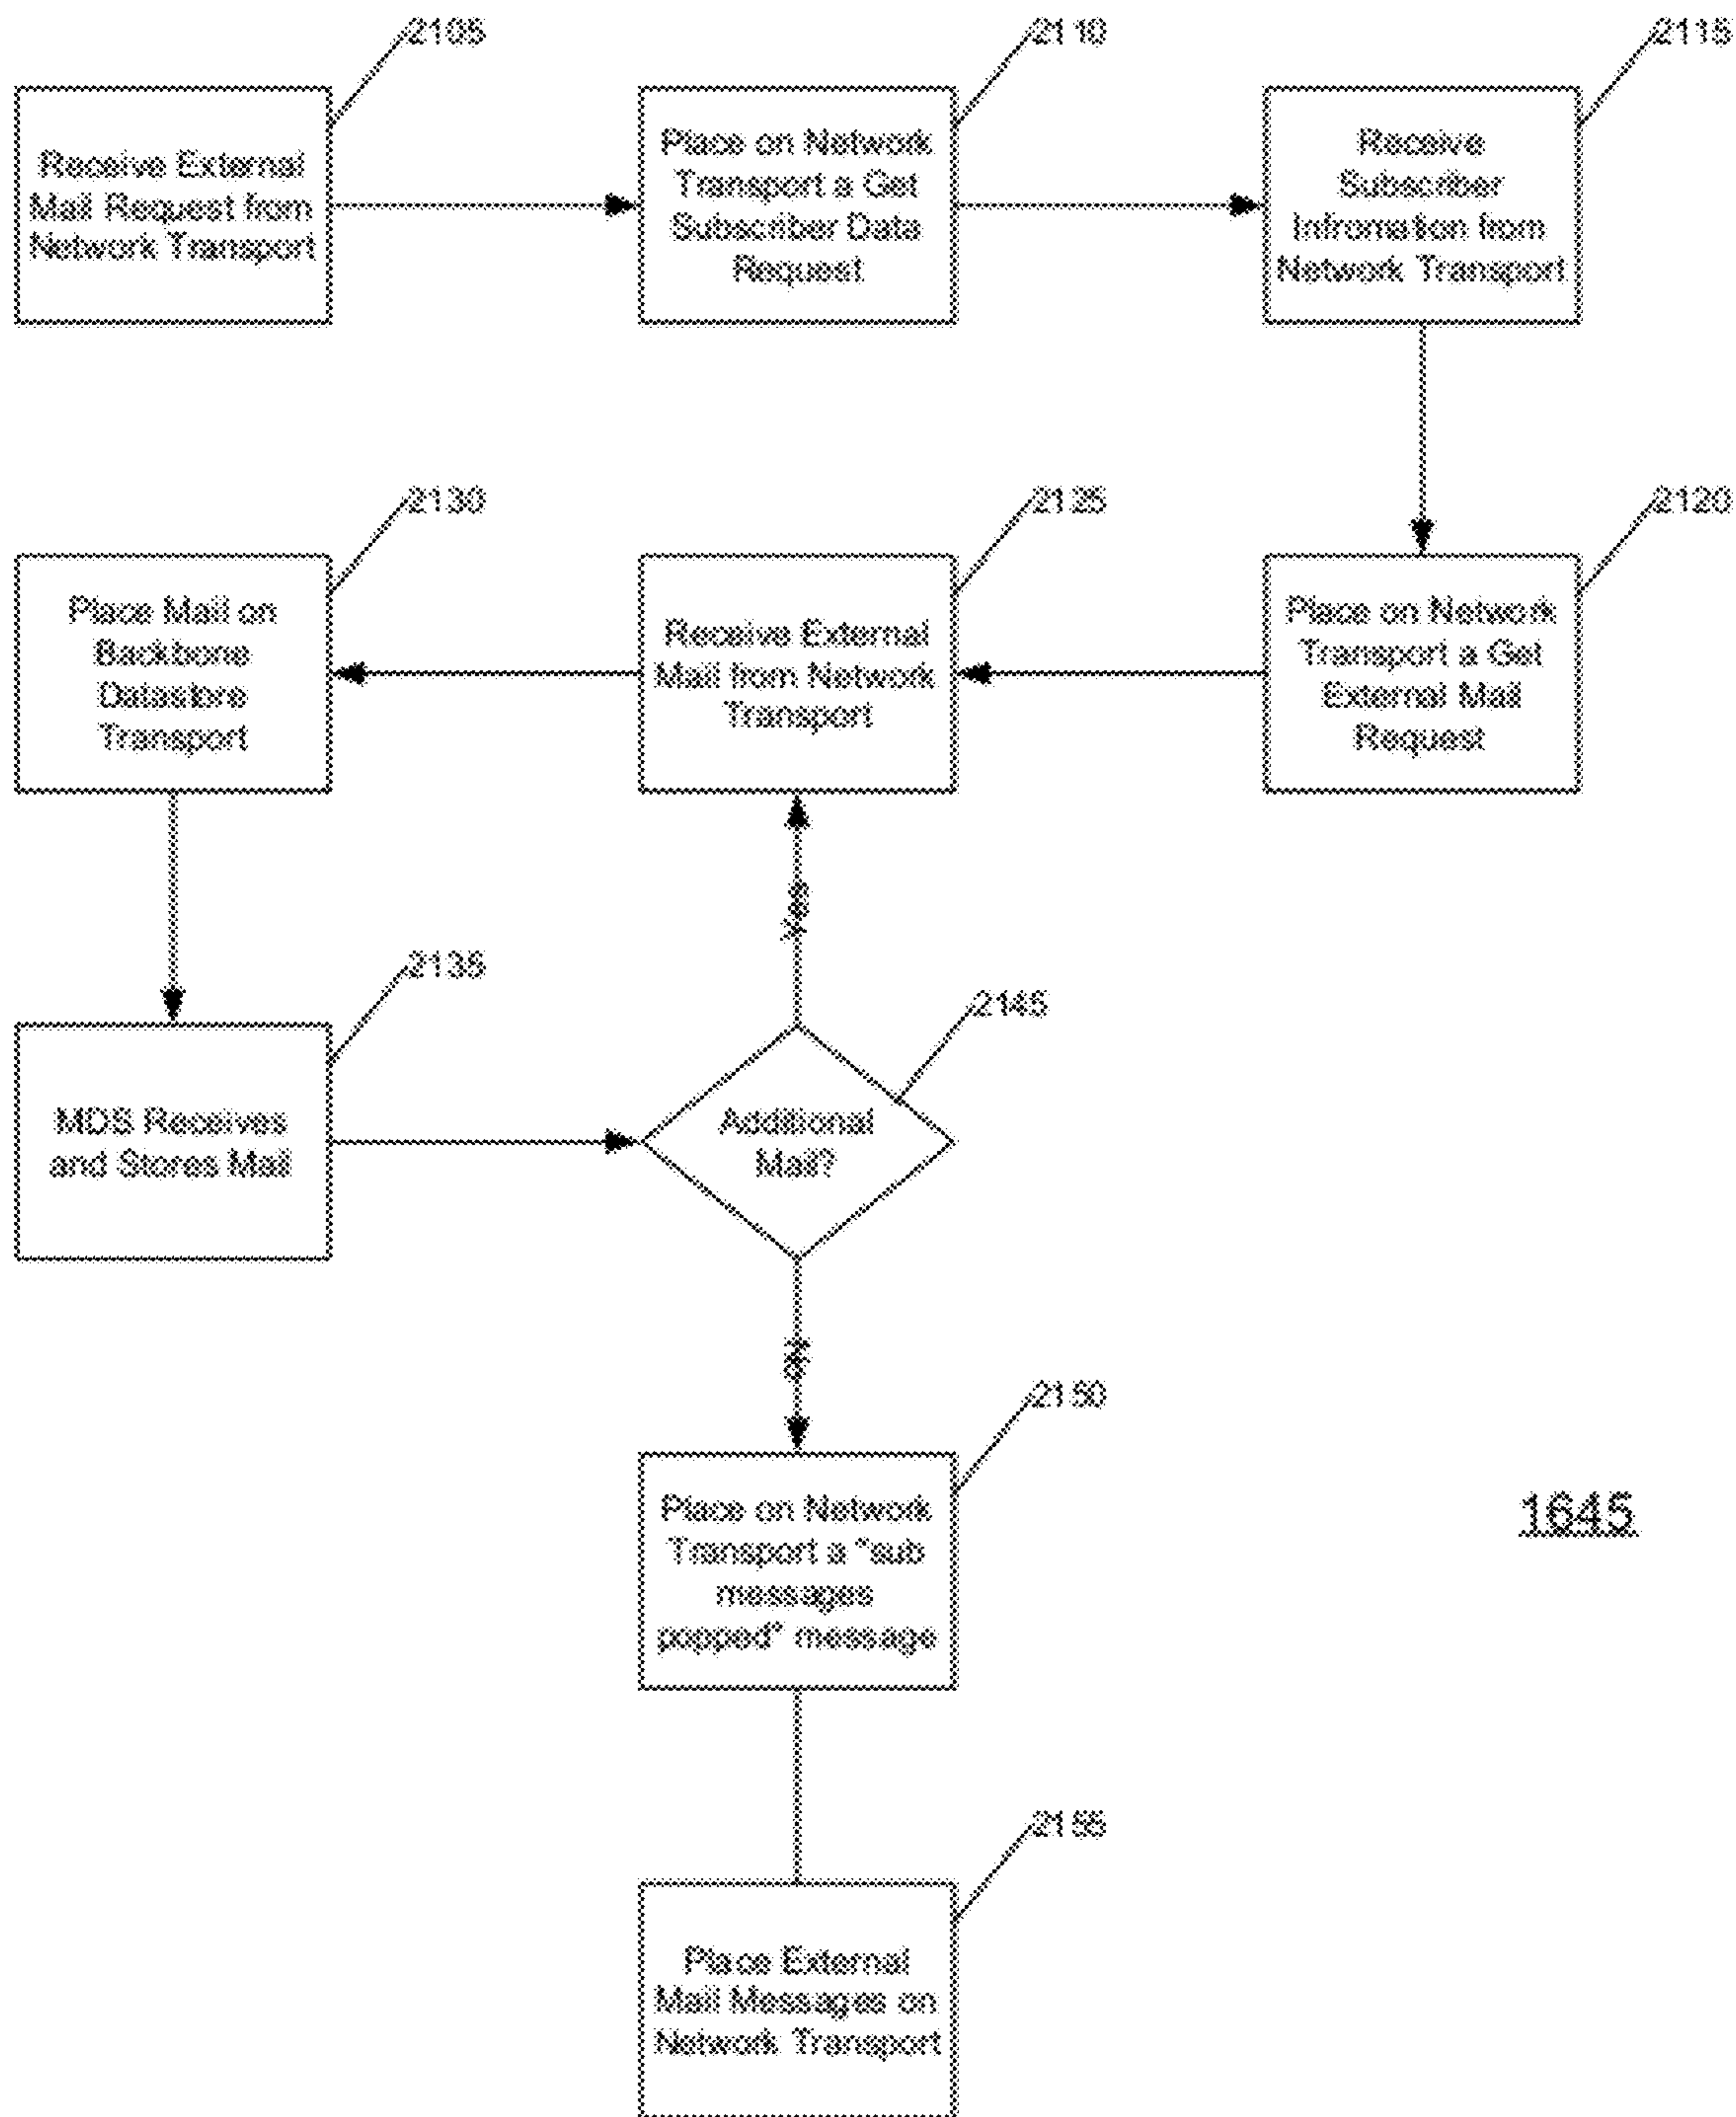 2105
Receive External
Mail Request from
Network Transport
2110
Place on Network
Transport a Get
Subscriber Data
Request
2115
Receive
Subscriber
Infromation from
Network Transport
2120
Place on Network
Transport a Get
External Mail
Request
2125
Receive External
Mail from Network
Transport
2130
Place Mail on
Backbone
Datastore
Transport
2135
MDS Receives
and Stores Mail
2145
Additional
Mail?
Yes
No
2150
Place on Network
Transport a "sub
messages
popped" message
1645
2155
Place External
Mail Messages on
Network Transport